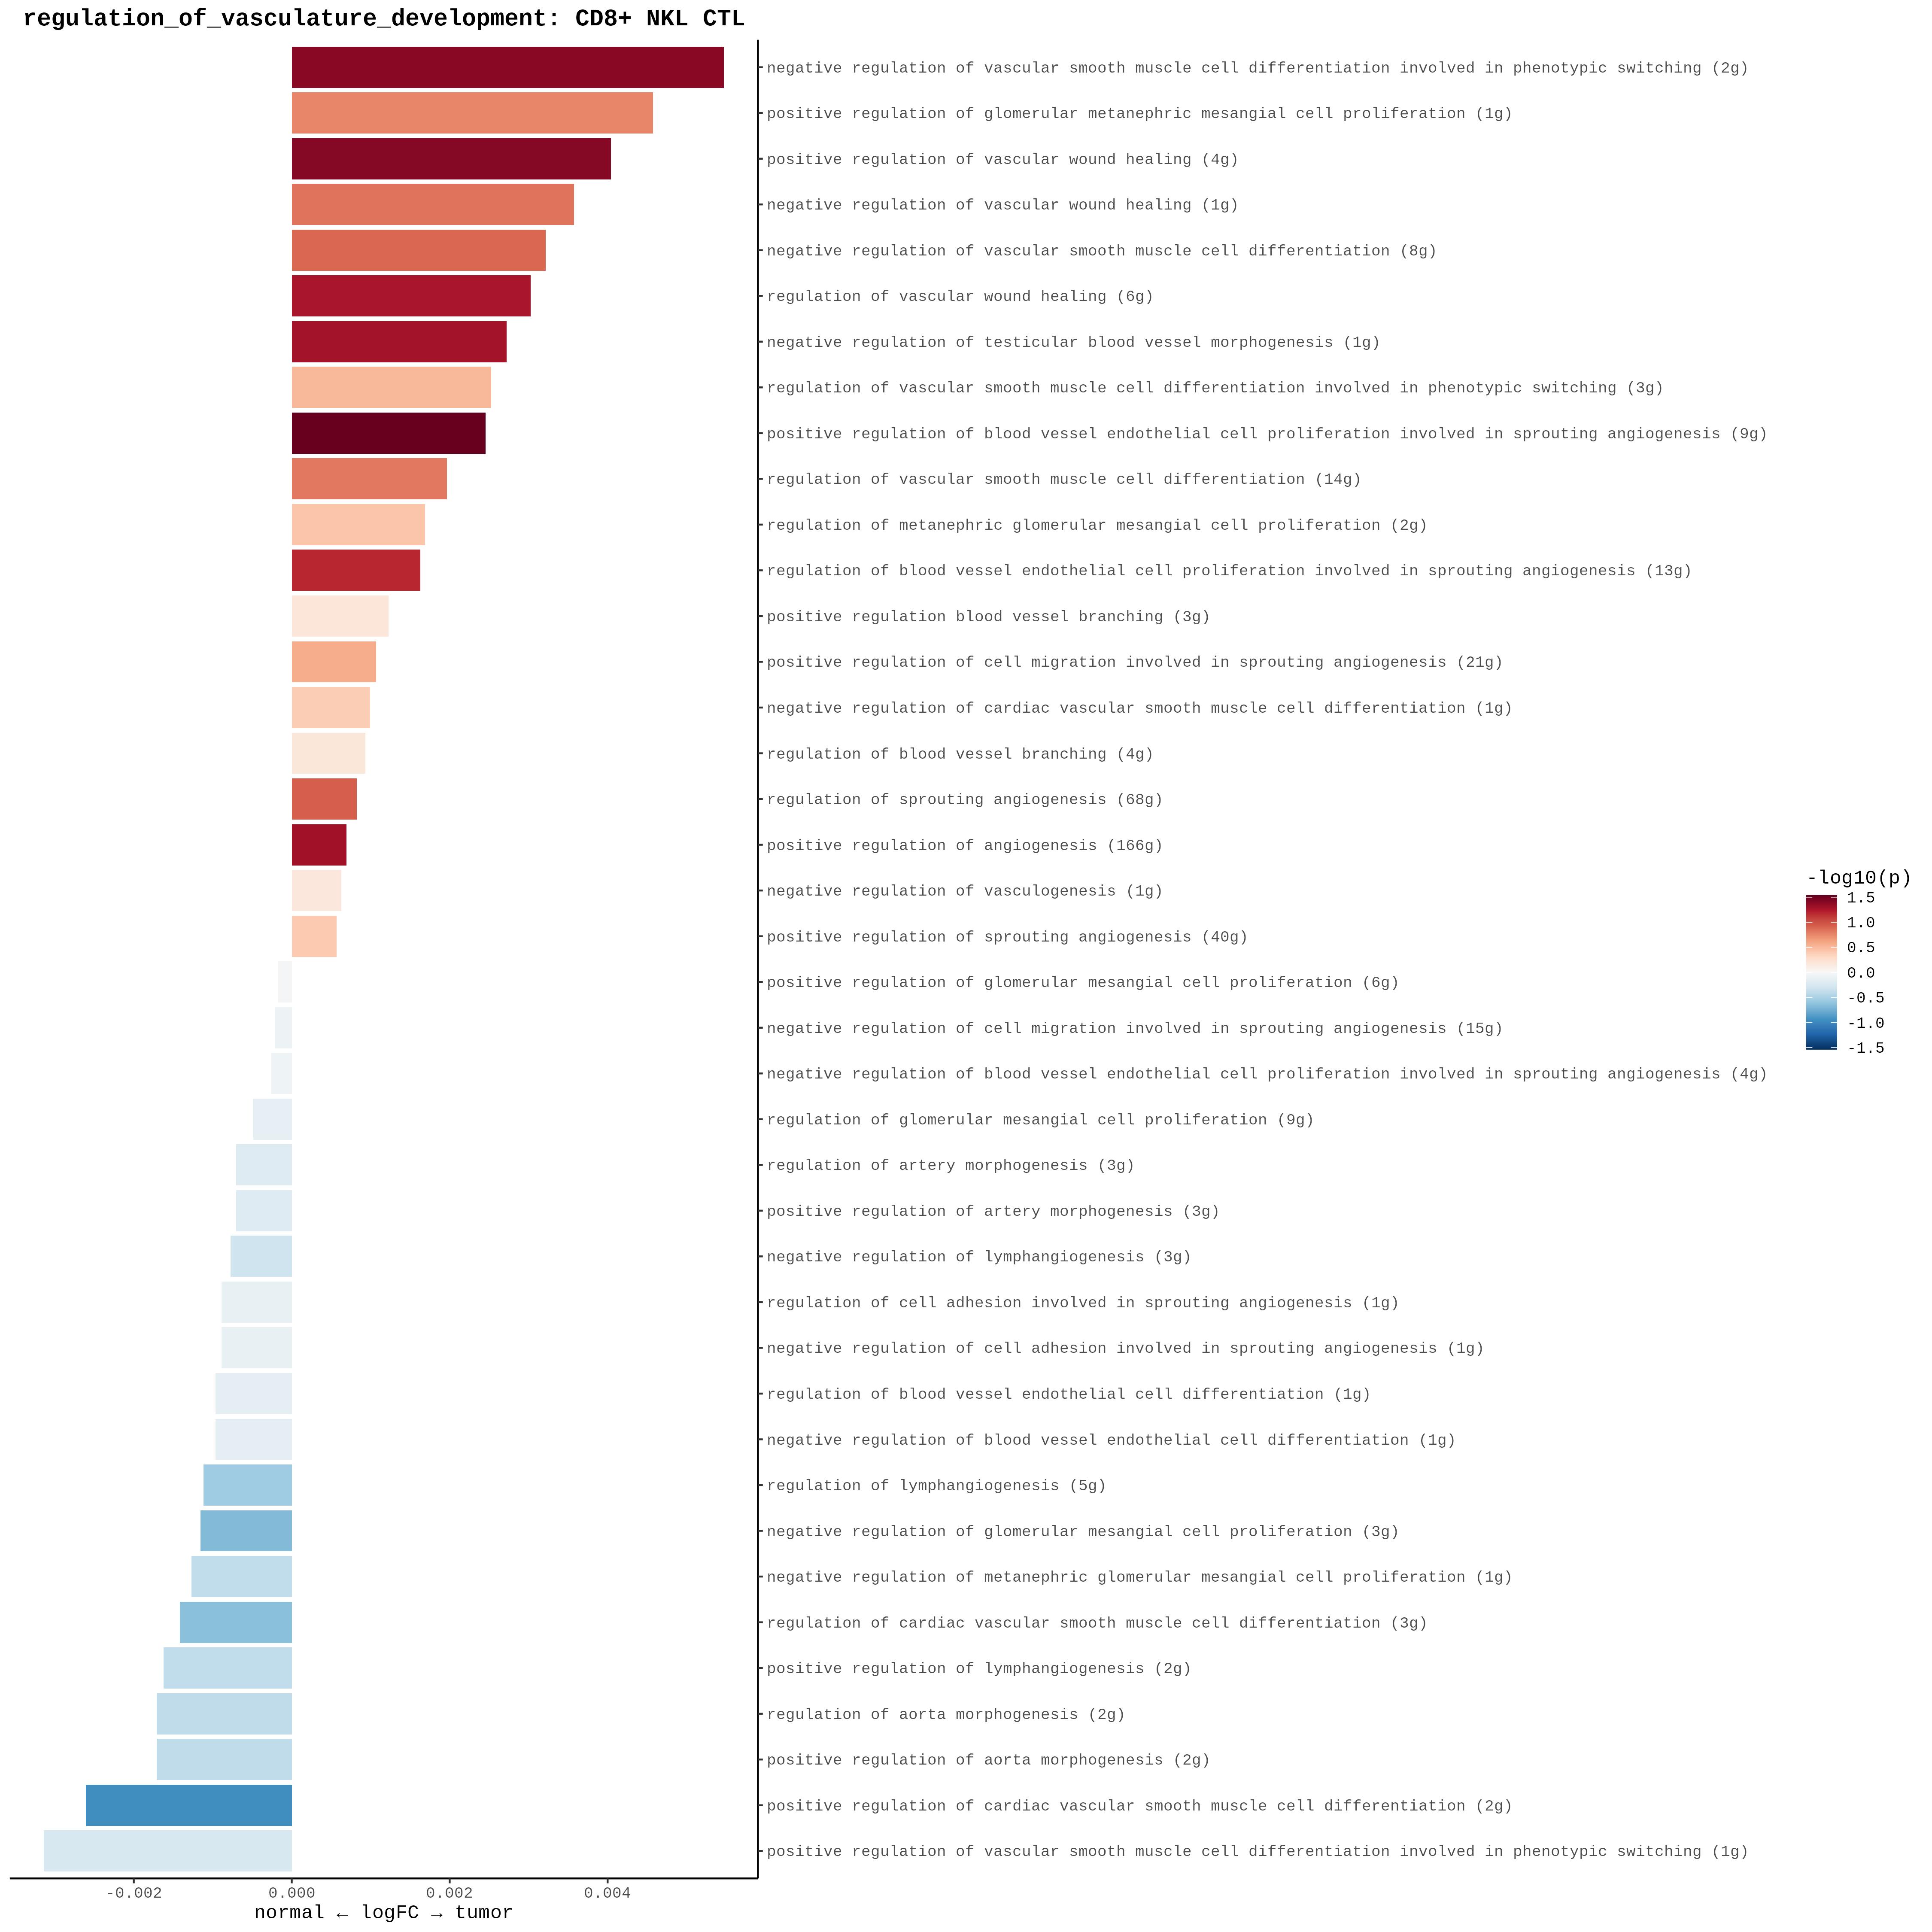 regulation_of_vasculature_development: CD8+ NKL CTL
negative regulation of vascular smooth muscle cell differentiation involved in phenotypic switching (2g)
positive regulation of glomerular metanephric mesangial cell proliferation (1g)
positive regulation of vascular wound healing (4g)
negative regulation of vascular wound healing (1g)
negative regulation of vascular smooth muscle cell differentiation (8g)
regulation of vascular wound healing (6g)
negative regulation of testicular blood vessel morphogenesis (1g)
regulation of vascular smooth muscle cell differentiation involved in phenotypic switching (3g)
positive regulation of blood vessel endothelial cell proliferation involved in sprouting angiogenesis (9g)
regulation of vascular smooth muscle cell differentiation (14g)
regulation of metanephric glomerular mesangial cell proliferation (2g)
regulation of blood vessel endothelial cell proliferation involved in sprouting angiogenesis (13g)
positive regulation blood vessel branching (3g)
positive regulation of cell migration involved in sprouting angiogenesis (21g)
negative regulation of cardiac vascular smooth muscle cell differentiation (1g)
regulation of blood vessel branching (4g)
regulation of sprouting angiogenesis (68g)
positive regulation of angiogenesis (166g)
negative regulation of vasculogenesis (1g)
positive regulation of sprouting angiogenesis (40g)
positive regulation of glomerular mesangial cell proliferation (6g)
negative regulation of cell migration involved in sprouting angiogenesis (15g)
negative regulation of blood vessel endothelial cell proliferation involved in sprouting angiogenesis (4g)
regulation of glomerular mesangial cell proliferation (9g)
regulation of artery morphogenesis (3g)
positive regulation of artery morphogenesis (3g)
negative regulation of lymphangiogenesis (3g)
regulation of cell adhesion involved in sprouting angiogenesis (1g)
negative regulation of cell adhesion involved in sprouting angiogenesis (1g)
regulation of blood vessel endothelial cell differentiation (1g)
negative regulation of blood vessel endothelial cell differentiation (1g)
regulation of lymphangiogenesis (5g)
negative regulation of glomerular mesangial cell proliferation (3g)
negative regulation of metanephric glomerular mesangial cell proliferation (1g)
regulation of cardiac vascular smooth muscle cell differentiation (3g)
positive regulation of lymphangiogenesis (2g)
regulation of aorta morphogenesis (2g)
positive regulation of aorta morphogenesis (2g)
positive regulation of cardiac vascular smooth muscle cell differentiation (2g)
positive regulation of vascular smooth muscle cell differentiation involved in phenotypic switching (1g)
-0.002 0.000 0.002 0.004
normal ← logFC → tumor
-log10(p)
1.5
1.0
0.5
0.0
-0.5
-1.0
-1.5